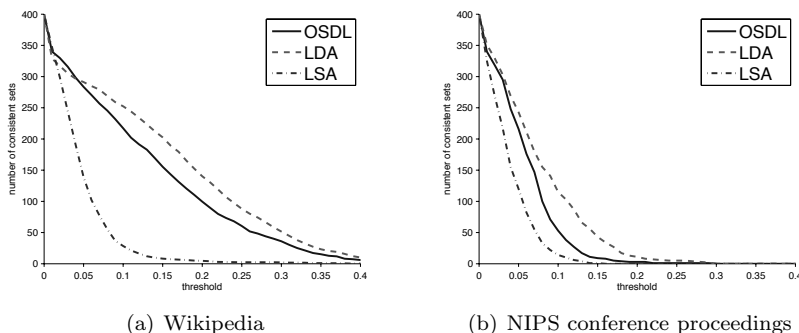 400
350
300
250
200
150
100
50
0
number of consistent sets
0 0.05 0.1 0.15 0.2 0.25 0.3 0.35 0.4
threshold
OSDL
LDA
LSA
(a) Wikipedia
400
350
300
250
200
150
100
50
0
number of consistent sets
0 0.05 0.1 0.15 0.2 0.25 0.3 0.35 0.4
threshold
OSDL
LDA
LSA
(b) NIPS conference proceedings